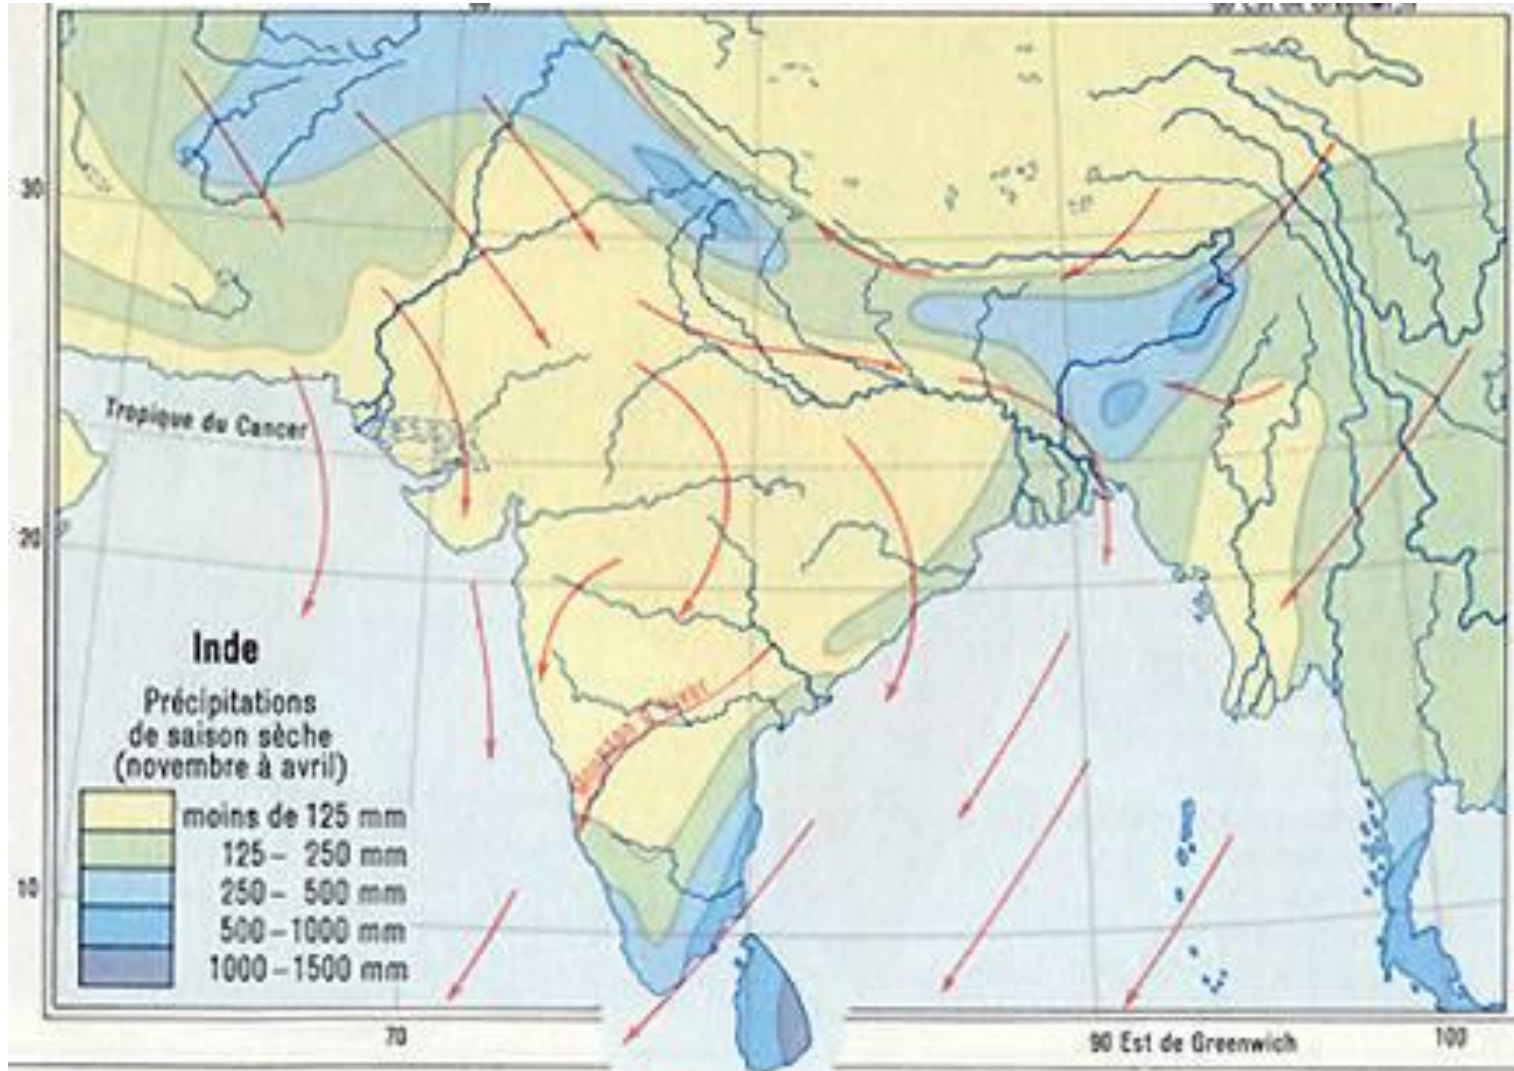 30
20
10
Tropique du Cancer
Inde
Précipitations
de saison sèche
(novembre à avril)
moins de 125 mm
125 – 250 mm
250 – 500 mm
500 – 1000 mm
1000 – 1500 mm
70
90 Est de Greenwich
100